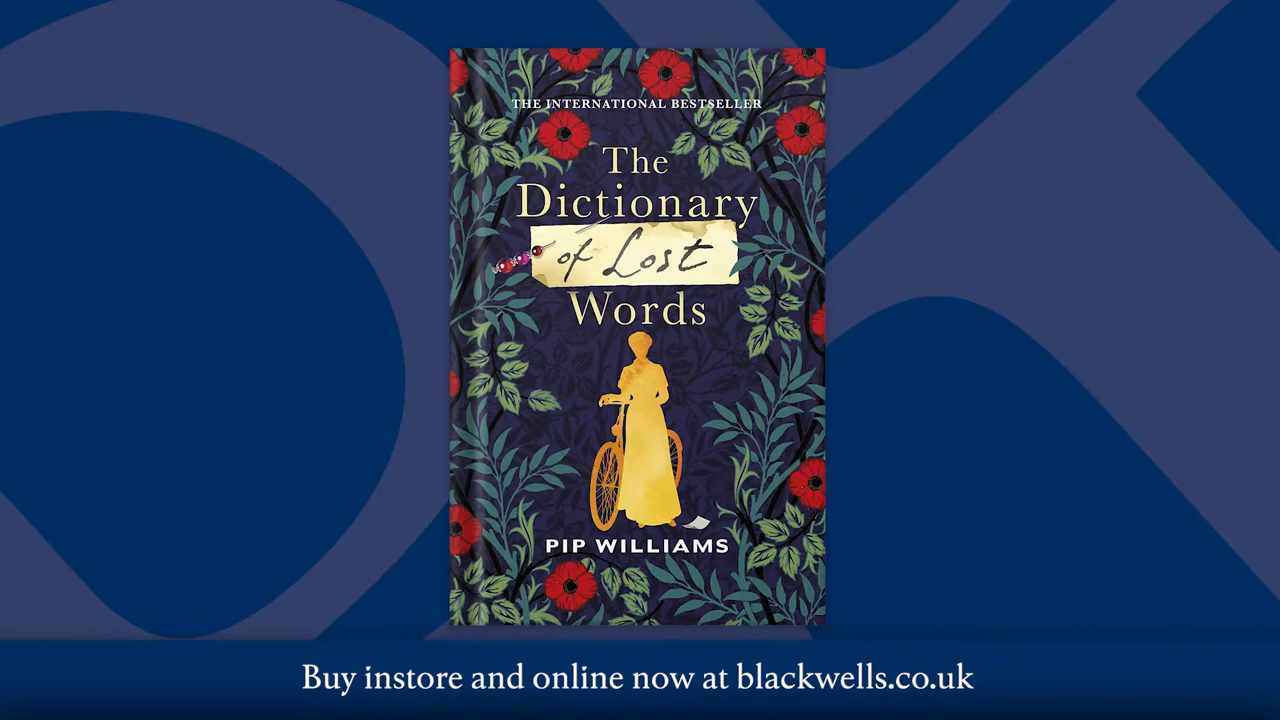 THE INTERNATIONAL BESTSELLER
The
Dictionary
of Lost
Words
PIP WILLIAMS
Buy instore and online now at blackwells.co.uk